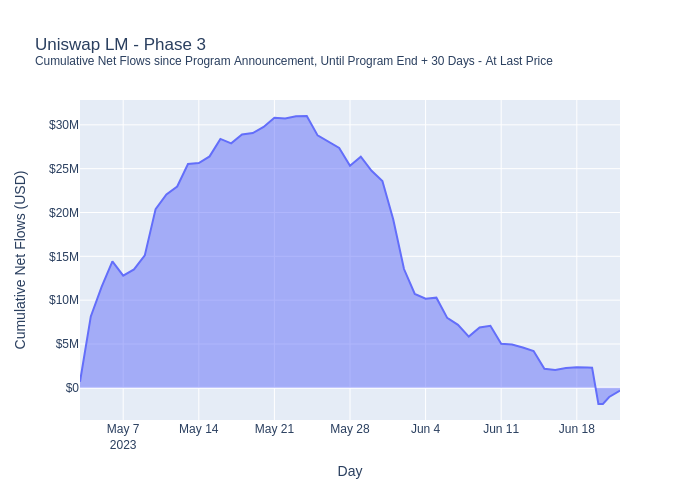 Uniswap LM - Phase 3
Cumulative Net Flows since Program Announcement, Until Program End + 30 Days - At Last Price
Cumulative Net Flows (USD)
$30M
$25M
$20M
$15M
$10M
$5M
$0
May 7
2023
May 14
May 21
May 28
Jun 4
Jun 11
Jun 18
Day